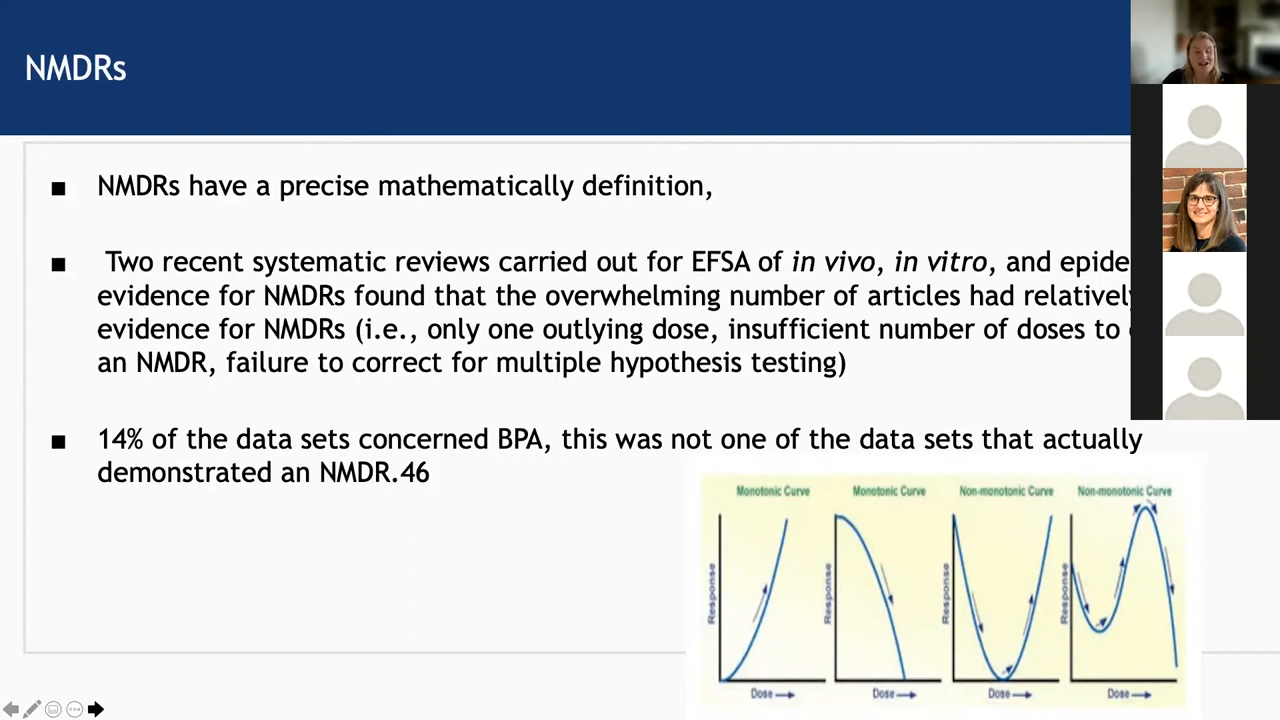 NMDRs
■ NMDRs have a precise mathematically definition,
■ Two recent systematic reviews carried out for EFSA of in vivo, in vitro, and epide
evidence for NMDRs found that the overwhelming number of articles had relatively
evidence for NMDRs (i.e., only one outlying dose, insufficient number of doses to
an NMDR, failure to correct for multiple hypothesis testing)
■ 14% of the data sets concerned BPA, this was not one of the data sets that actually
demonstrated an NMDR.46
Monotonic Curve
Response
Dose
Monotonic Curve
Response
Dose
Non-monotonic Curve
Response
Dose
Non-monotonic Curve
Response
Dose